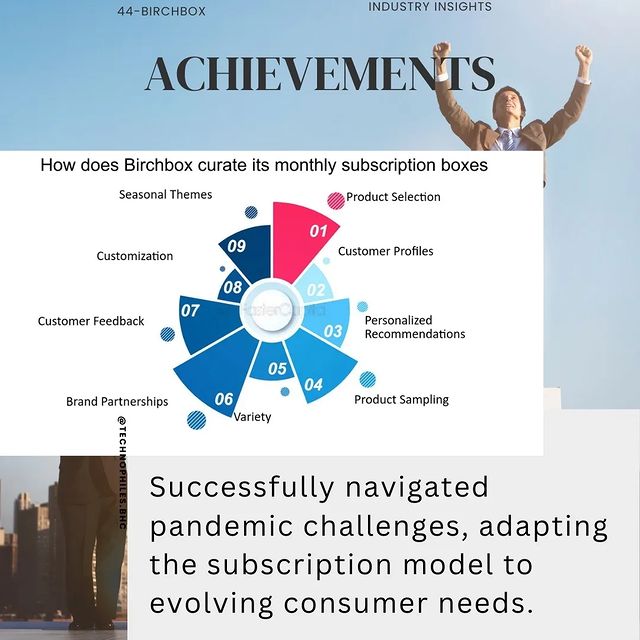 44-BIRCHBOX
INDUSTRY INSIGHTS
ACHIEVEMENTS
How does Birchbox curate its monthly subscription boxes
Seasonal Themes
Product Selection
Customization
Customer Profiles
Customer Feedback
Personalized
Recommendations
Brand Partnerships
Product Sampling
Variety
01
02
03
04
05
06
07
08
09
@TECHNOPHILES.BHC
Successfully navigated
pandemic challenges, adapting
the subscription model to
evolving consumer needs.